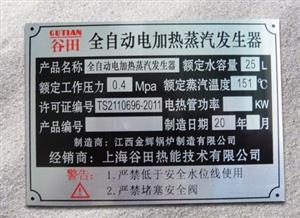 GUTIAN
谷田 全自动电加热蒸汽发生器
产品名称 全自动电加热蒸汽发生器 额定水容量 25 L
额定工作压力 0.4 Mpa 额定蒸汽温度 151 ℃
许可证编号 TS2110696-2011 电热管功率 KW
产品编号 制造日期 20 年 月
制造商：江西金辉锅炉制造有限公司
经销商：上海谷田热能技术有限公司
警告：1、严禁低于安全水位线使用
2、严禁堵塞安全阀